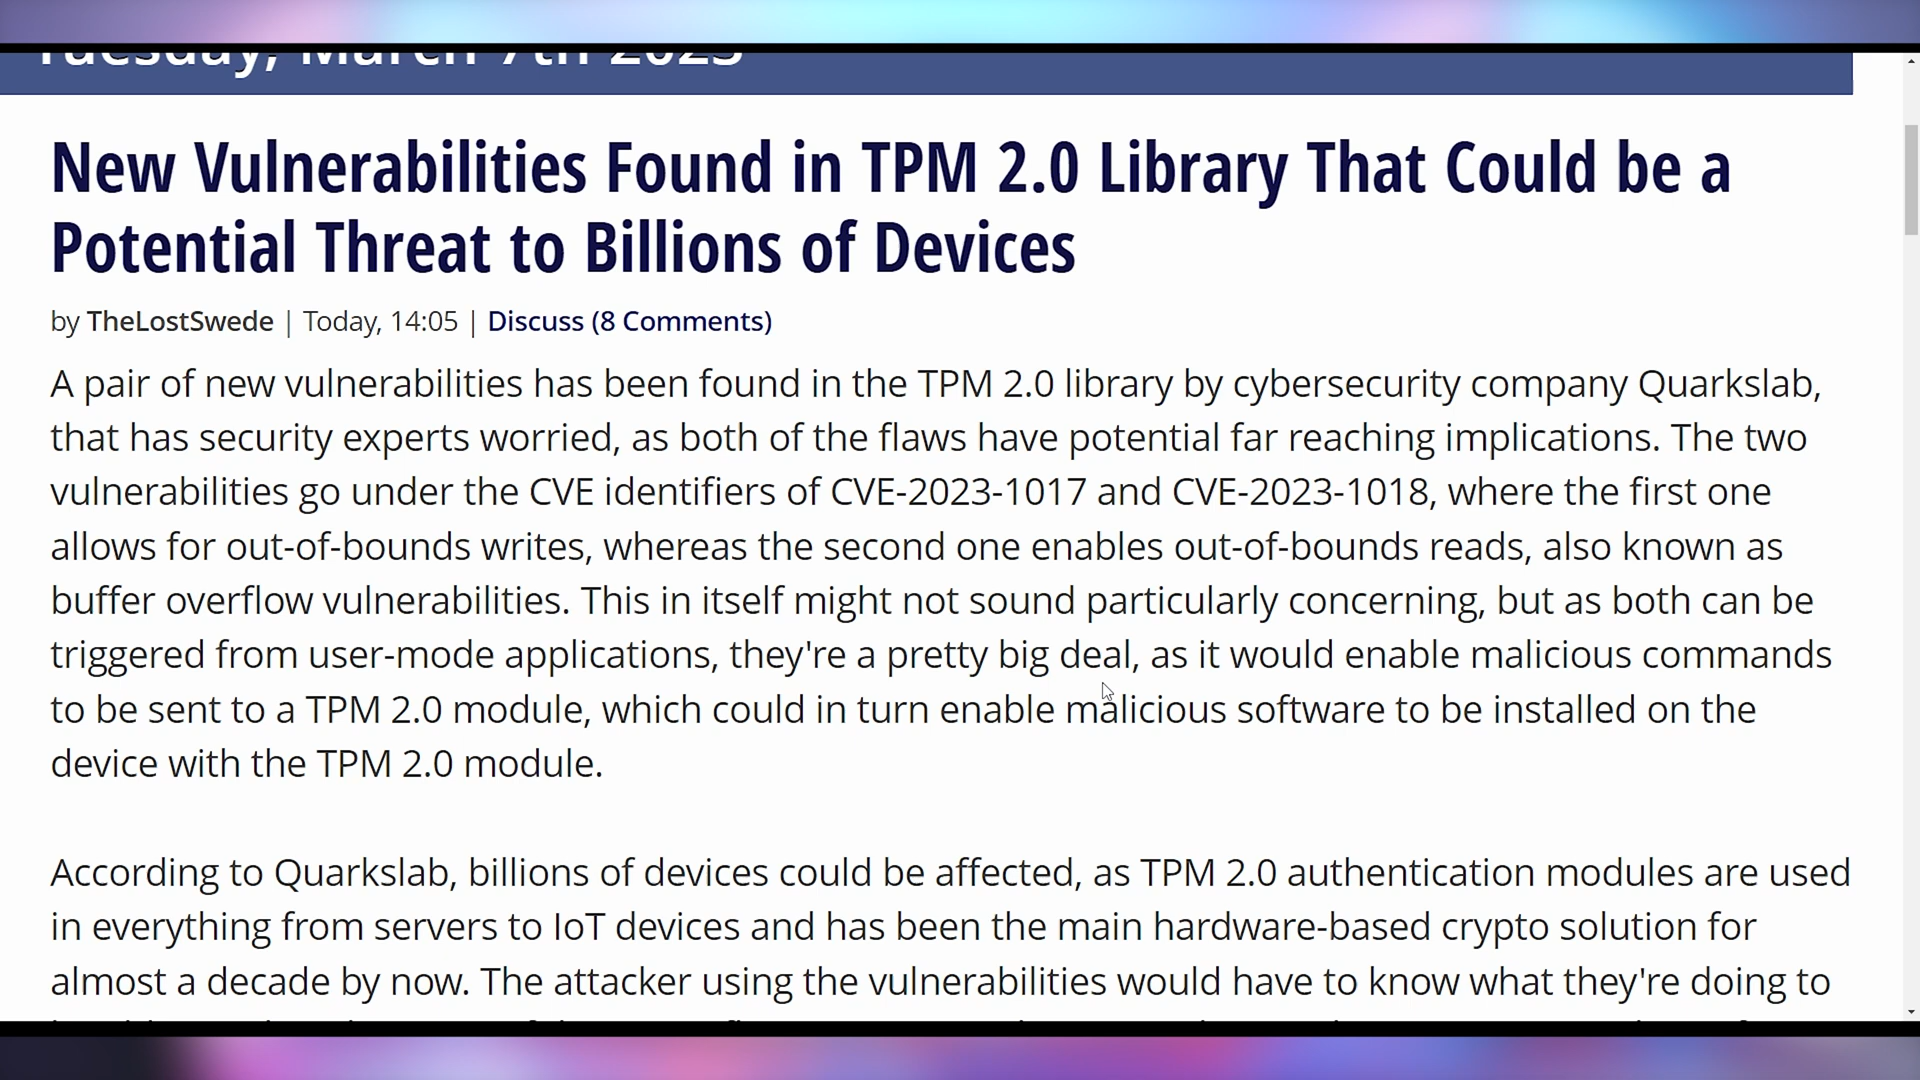 Tuesday, March 7th 2023
New Vulnerabilities Found in TPM 2.0 Library That Could be a
Potential Threat to Billions of Devices
by TheLostSwede | Today, 14:05 | Discuss (8 Comments)
A pair of new vulnerabilities has been found in the TPM 2.0 library by cybersecurity company Quarkslab,
that has security experts worried, as both of the flaws have potential far reaching implications. The two
vulnerabilities go under the CVE identifiers of CVE-2023-1017 and CVE-2023-1018, where the first one
allows for out-of-bounds writes, whereas the second one enables out-of-bounds reads, also known as
buffer overflow vulnerabilities. This in itself might not sound particularly concerning, but as both can be
triggered from user-mode applications, they're a pretty big deal, as it would enable malicious commands
to be sent to a TPM 2.0 module, which could in turn enable malicious software to be installed on the
device with the TPM 2.0 module.
According to Quarkslab, billions of devices could be affected, as TPM 2.0 authentication modules are used
in everything from servers to IoT devices and has been the main hardware-based crypto solution for
almost a decade by now. The attacker using the vulnerabilities would have to know what they're doing to